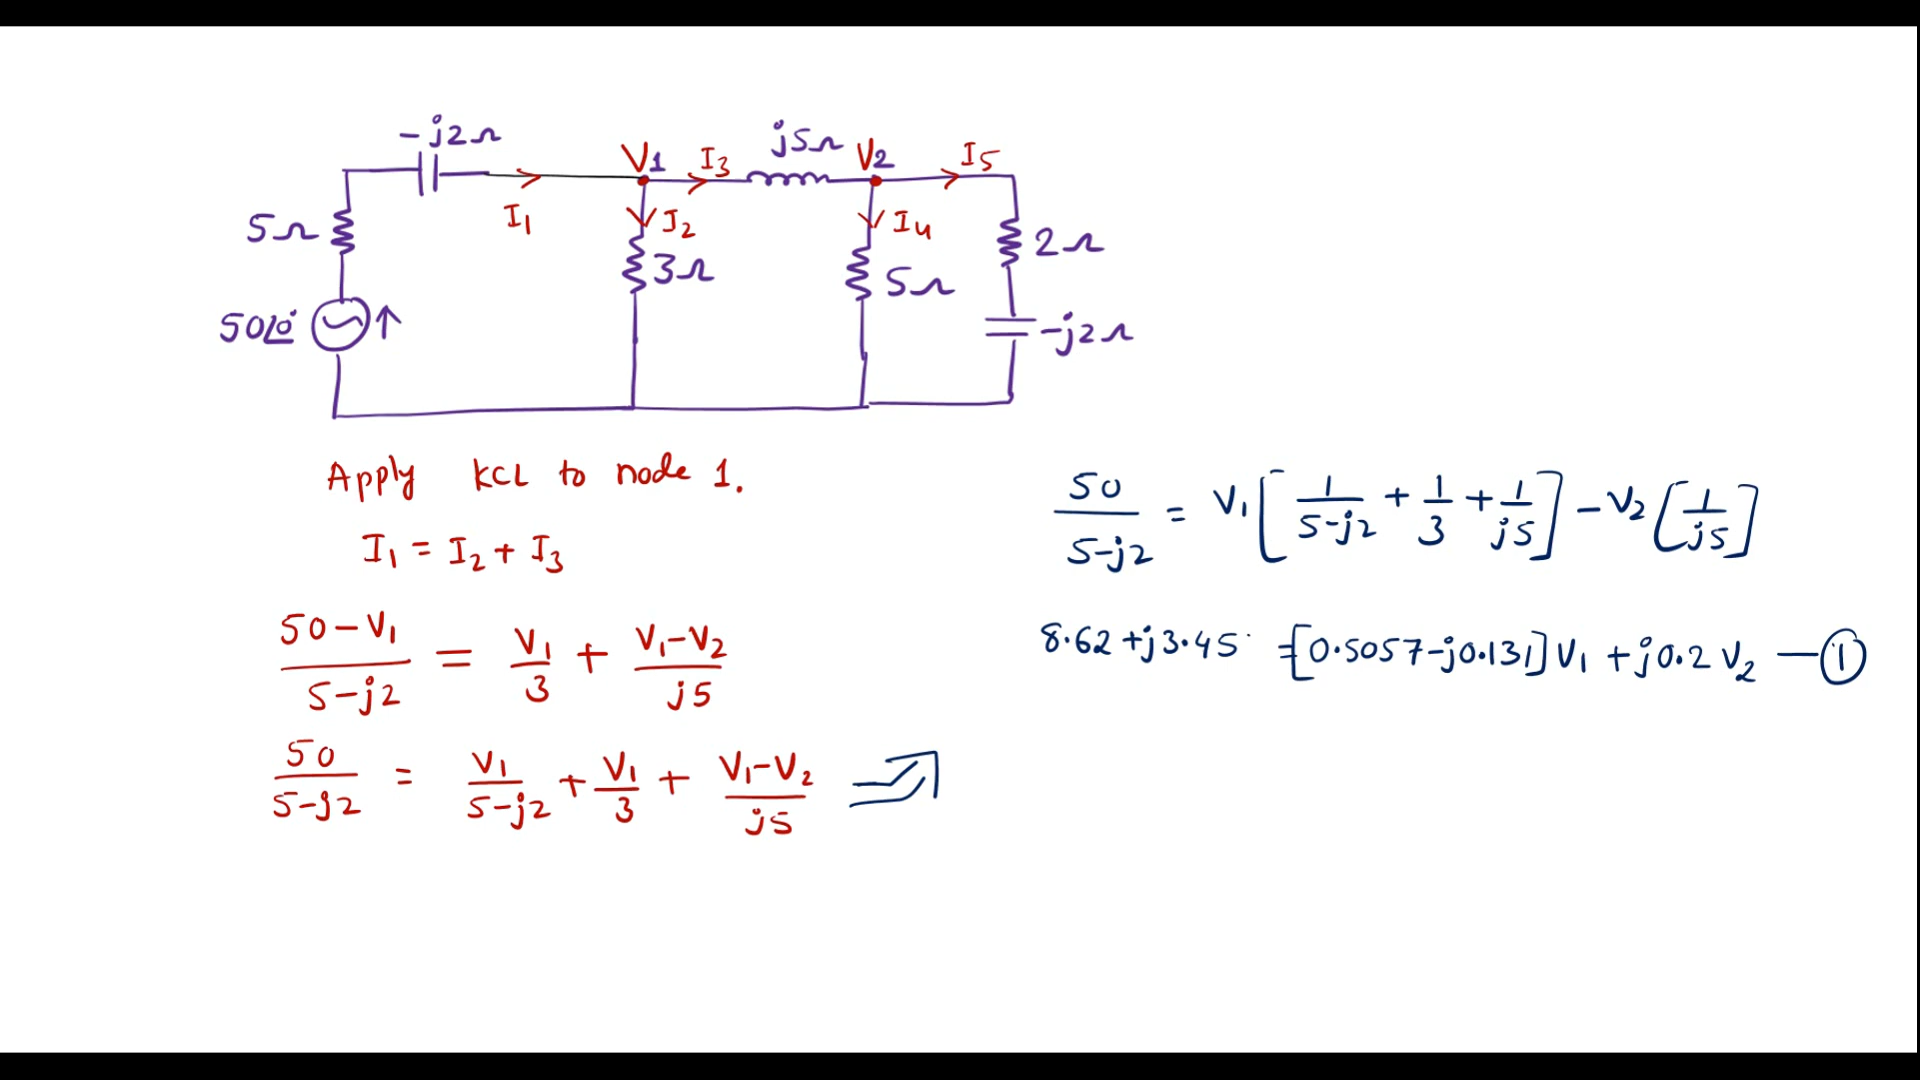 -j2Ω
V1 I3 j5Ω V2 I5
5Ω I1 I2 I4 2Ω
3Ω 5Ω
50∠0° -j2Ω
Apply KCL to node 1.
I1 = I2 + I3
(50-V1)/(5-j2) = V1/3 + (V1-V2)/j5
50/(5-j2) = V1/(5-j2) + V1/3 + (V1-V2)/j5
50/(5-j2) = V1[1/(5-j2) + 1/3 + 1/j5] - V2[1/j5]
8.62+j3.45 = [0.5057-j0.131]V1 + j0.2 V2 — ①